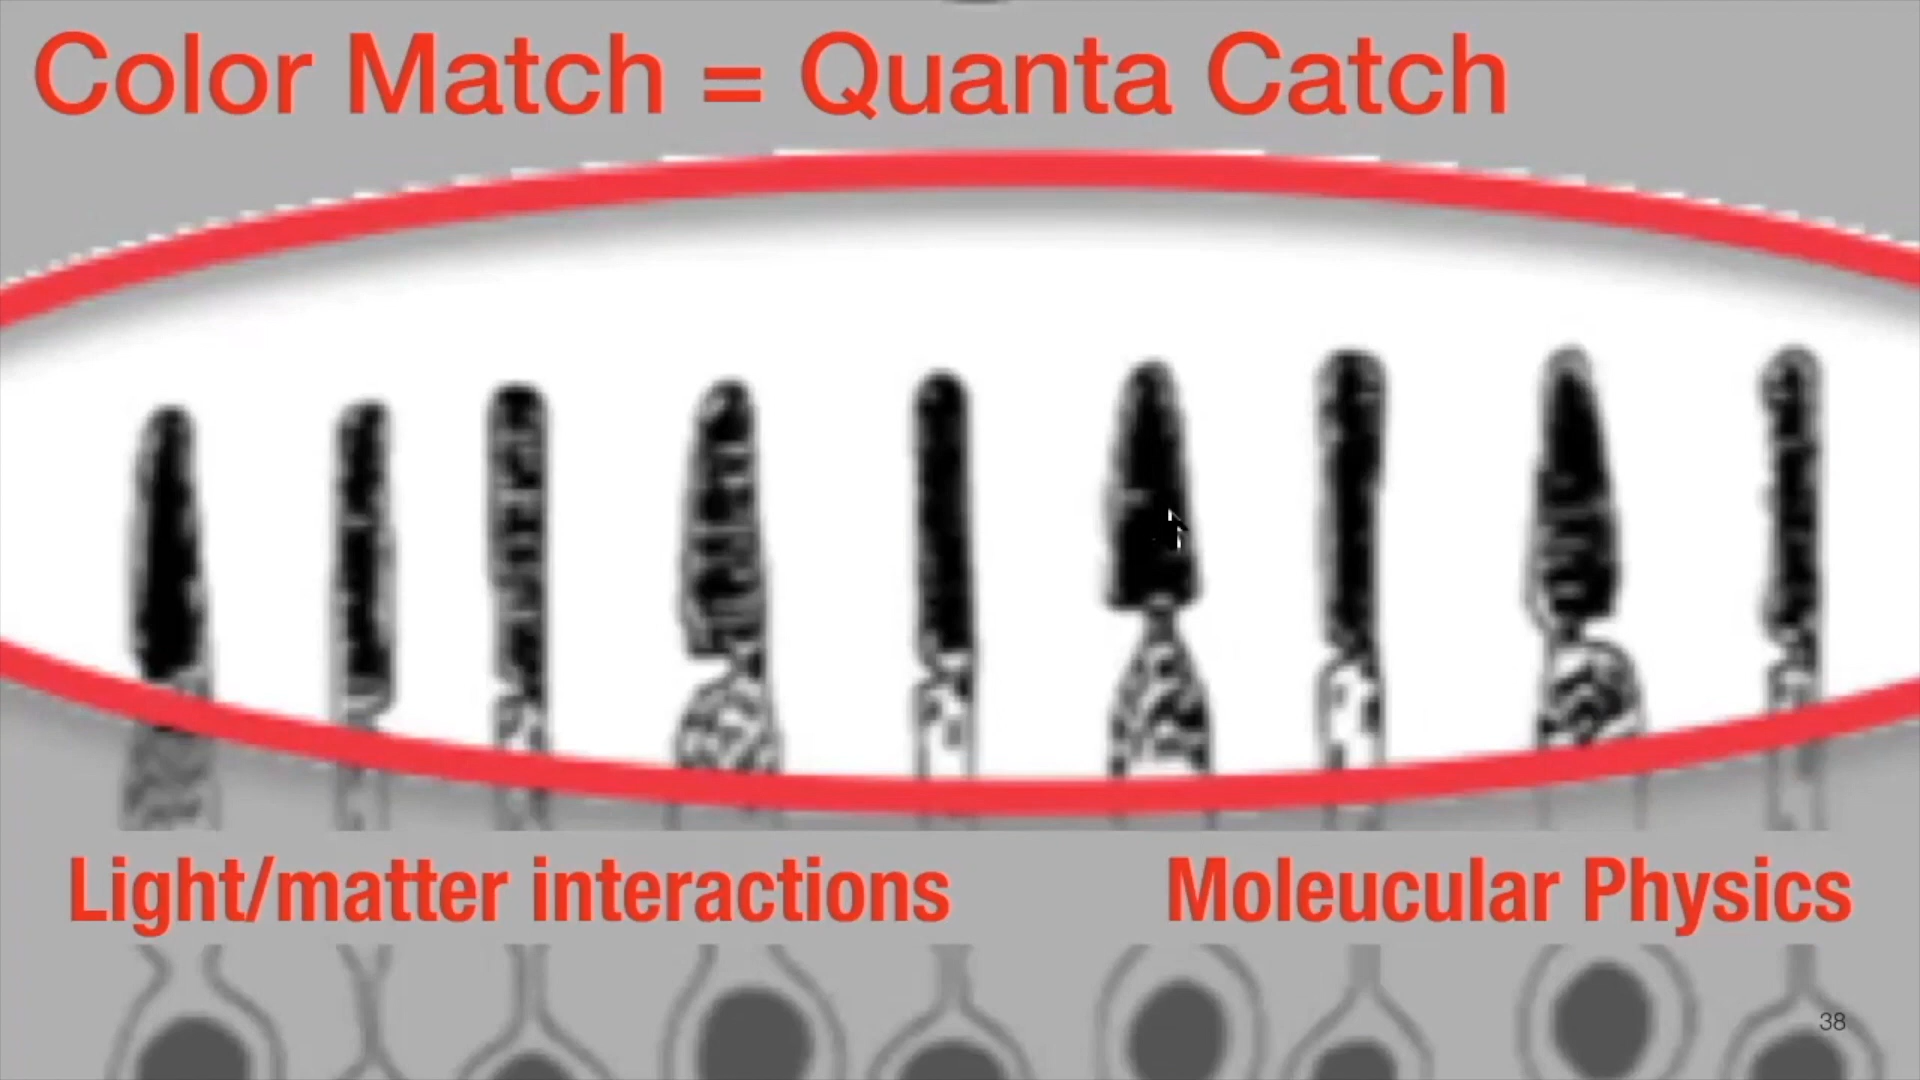 Color Match = Quanta Catch
Light/matter interactions
Moleucular Physics
38